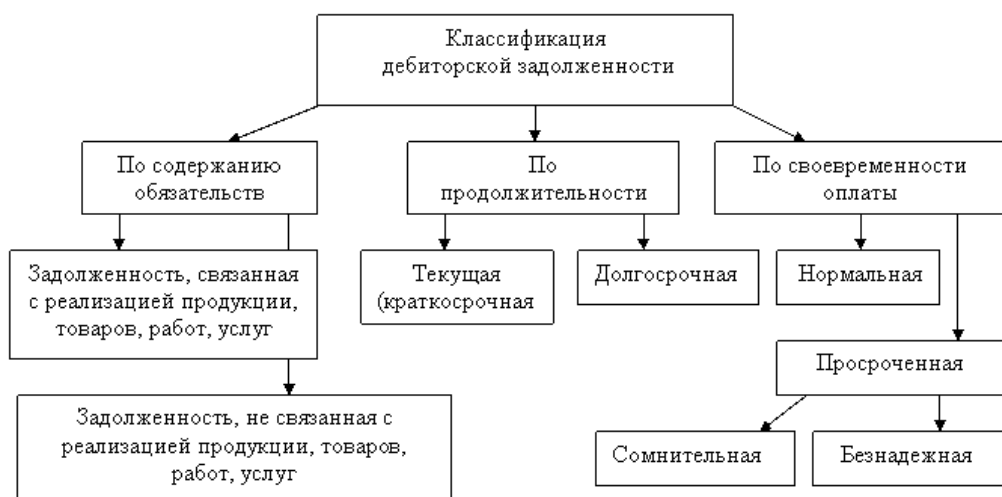 Классификация
дебиторской задолженности
По содержанию
обязательств
По
продолжительности
По своевременности
оплаты
Задолженность, связанная
с реализацией продукции,
товаров, работ, услуг
Текущая
(краткосрочная
Долгосрочная
Нормальная
Просроченная
Задолженность, не связанная с
реализацией продукции, товаров,
работ, услуг
Сомнительная
Безнадежная